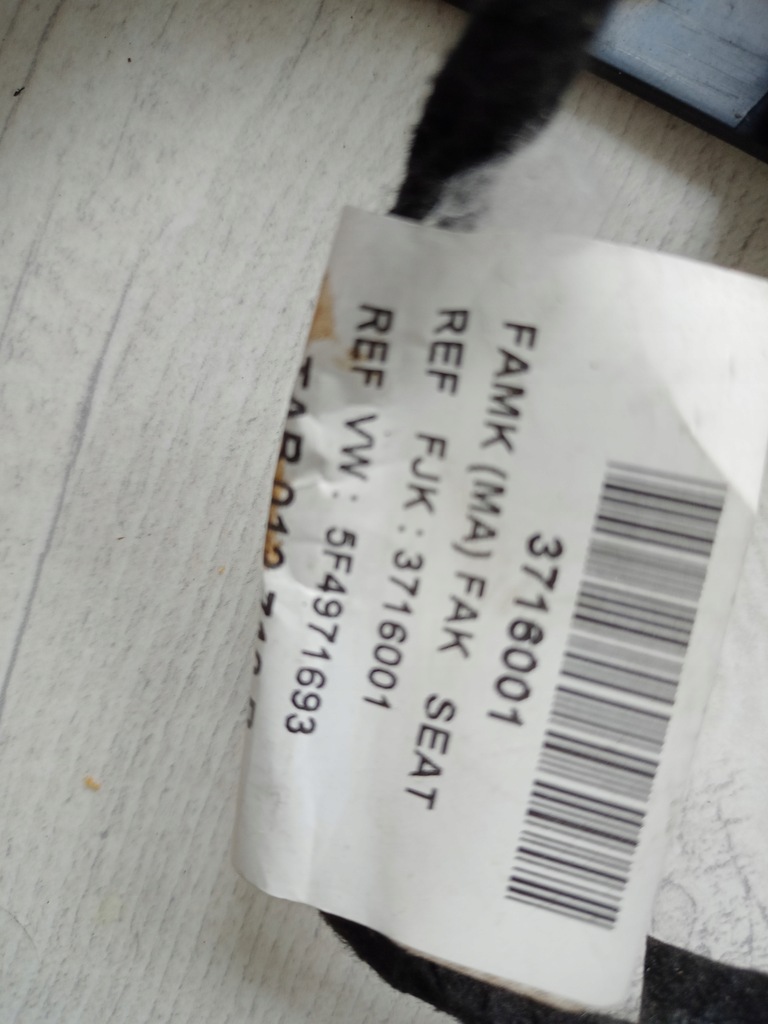 3716001
FAMK (MA) FAK SEAT
REF FJK : 3716001
REF VW : 5F4971693